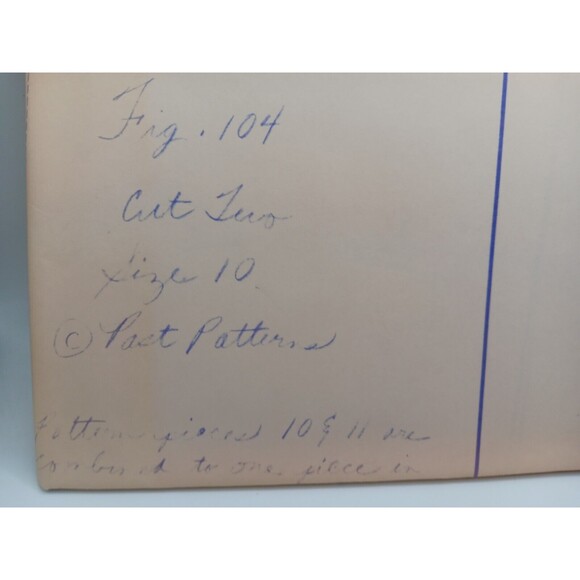 Fig. 104
Cut Two
Size 10
© Past Patterns
Pattern pieces 10 & 11 are
Combined to one piece in